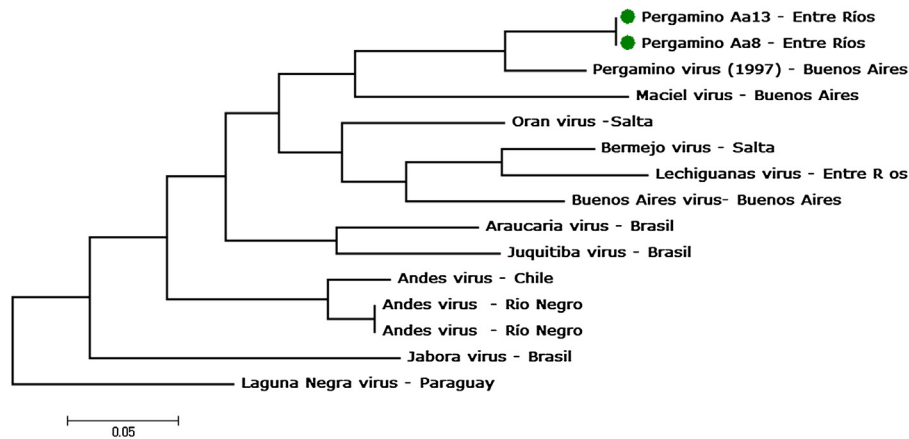 Pergamino Aa13 - Entre Ríos
Pergamino Aa8 - Entre Ríos
Pergamino virus (1997) - Buenos Aires
Maciel virus - Buenos Aires
Oran virus -Salta
Bermejo virus - Salta
Lechiguanas virus - Entre R os
Buenos Aires virus- Buenos Aires
Araucaria virus - Brasil
Juquitiba virus - Brasil
Andes virus - Chile
Andes virus  - Rio Negro
Andes virus  - Río Negro
Jabora virus - Brasil
Laguna Negra virus - Paraguay
0.05